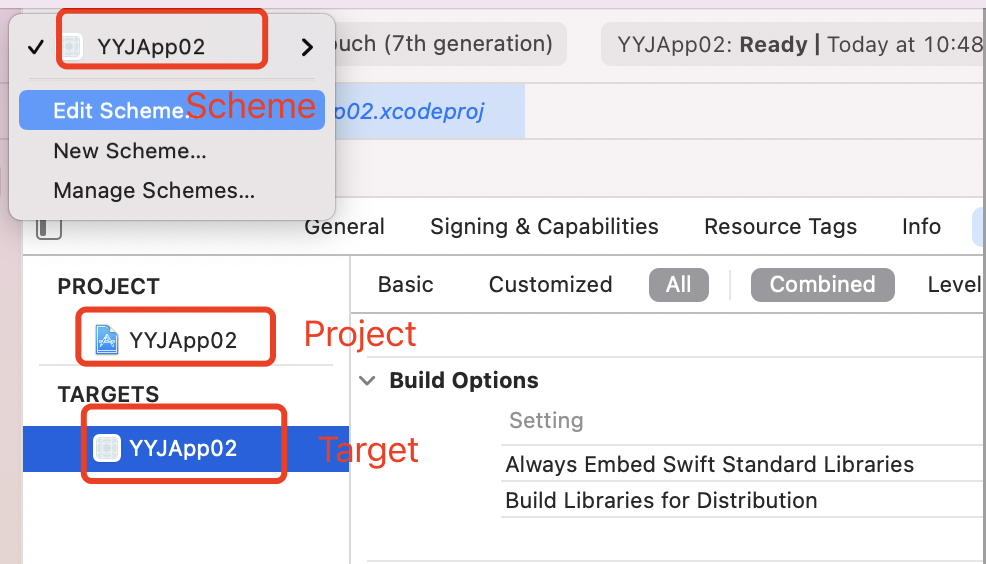 YYJApp02
ouch (7th generation)
YYJApp02: Ready | Today at 10:48
Edit Scheme.
Scheme
p02.xcodeproj
New Scheme...
Manage Schemes...
General
Signing & Capabilities
Resource Tags
Info
PROJECT
Basic
Customized
All
Combined
Level
YYJApp02
Project
TARGETS
Build Options
Setting
YYJApp02
Target
Always Embed Swift Standard Libraries
Build Libraries for Distribution